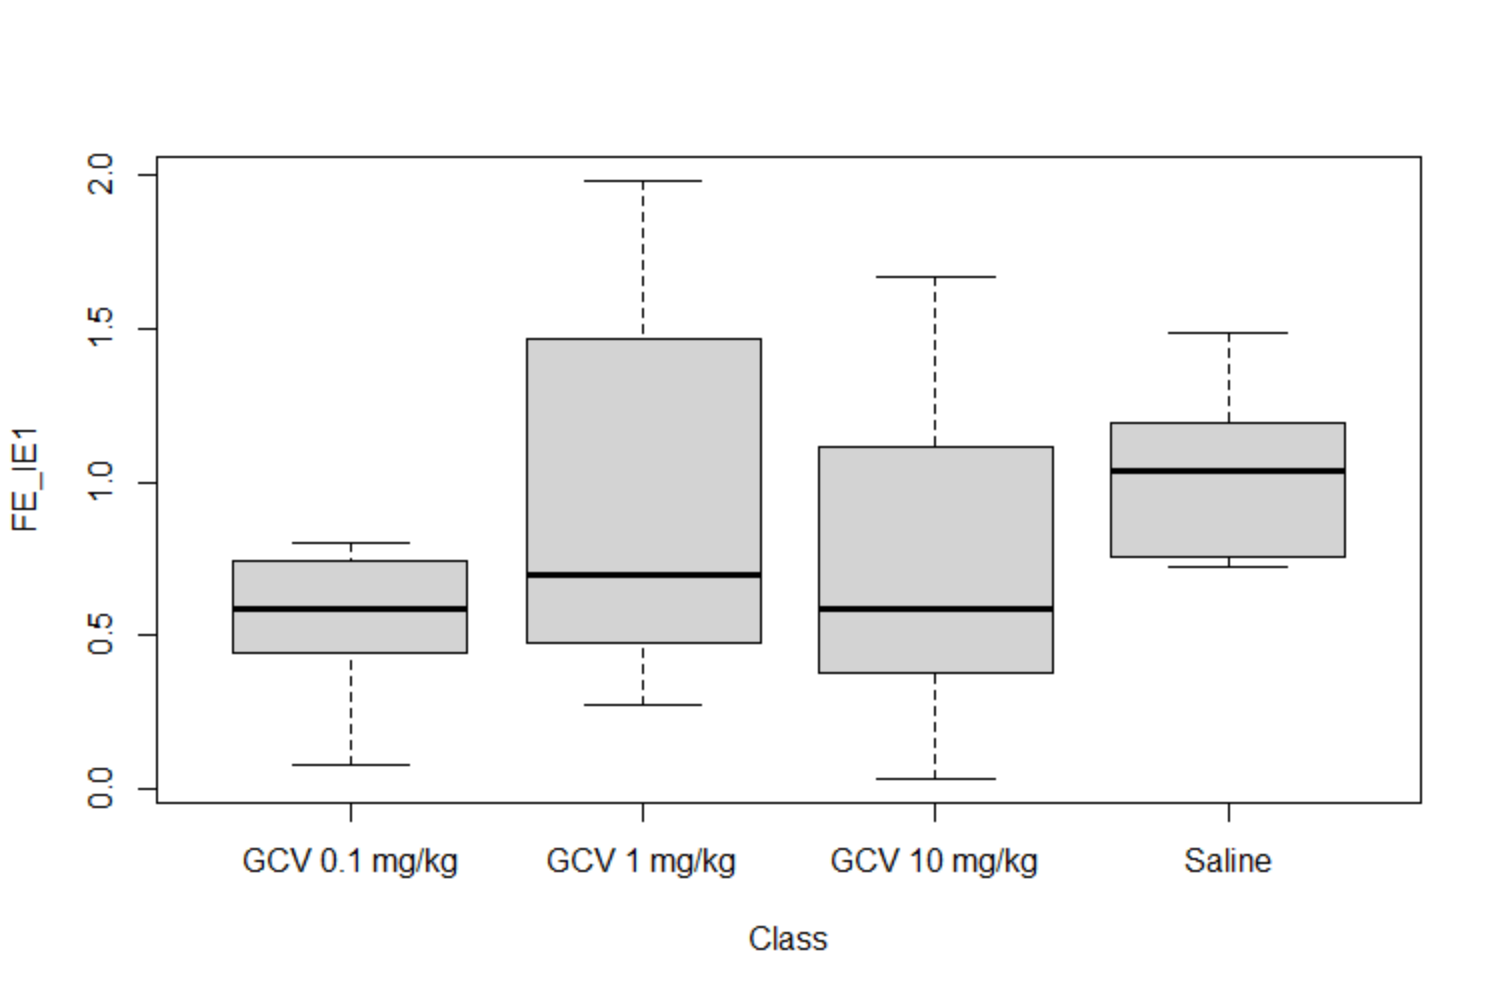 2.0
1.5
1.0
0.5
0.0
FE_IE1
GCV 0.1 mg/kg
GCV 1 mg/kg
GCV 10 mg/kg
Saline
Class